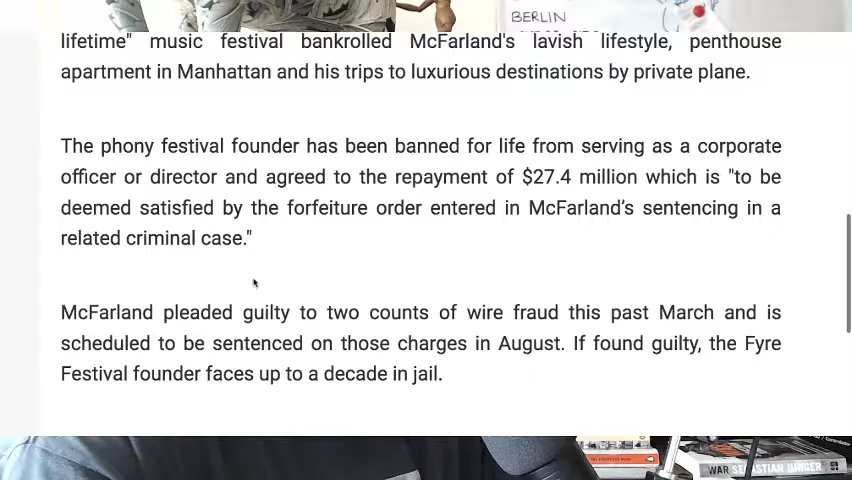 BERLIN
lifetime" music festival bankrolled McFarland's lavish lifestyle, penthouse
apartment in Manhattan and his trips to luxurious destinations by private plane.
The phony festival founder has been banned for life from serving as a corporate
officer or director and agreed to the repayment of $27.4 million which is "to be
deemed satisfied by the forfeiture order entered in McFarland's sentencing in a
related criminal case."
McFarland pleaded guilty to two counts of wire fraud this past March and is
scheduled to be sentenced on those charges in August. If found guilty, the Fyre
Festival founder faces up to a decade in jail.
WAR SEBASTIAN JUNGER